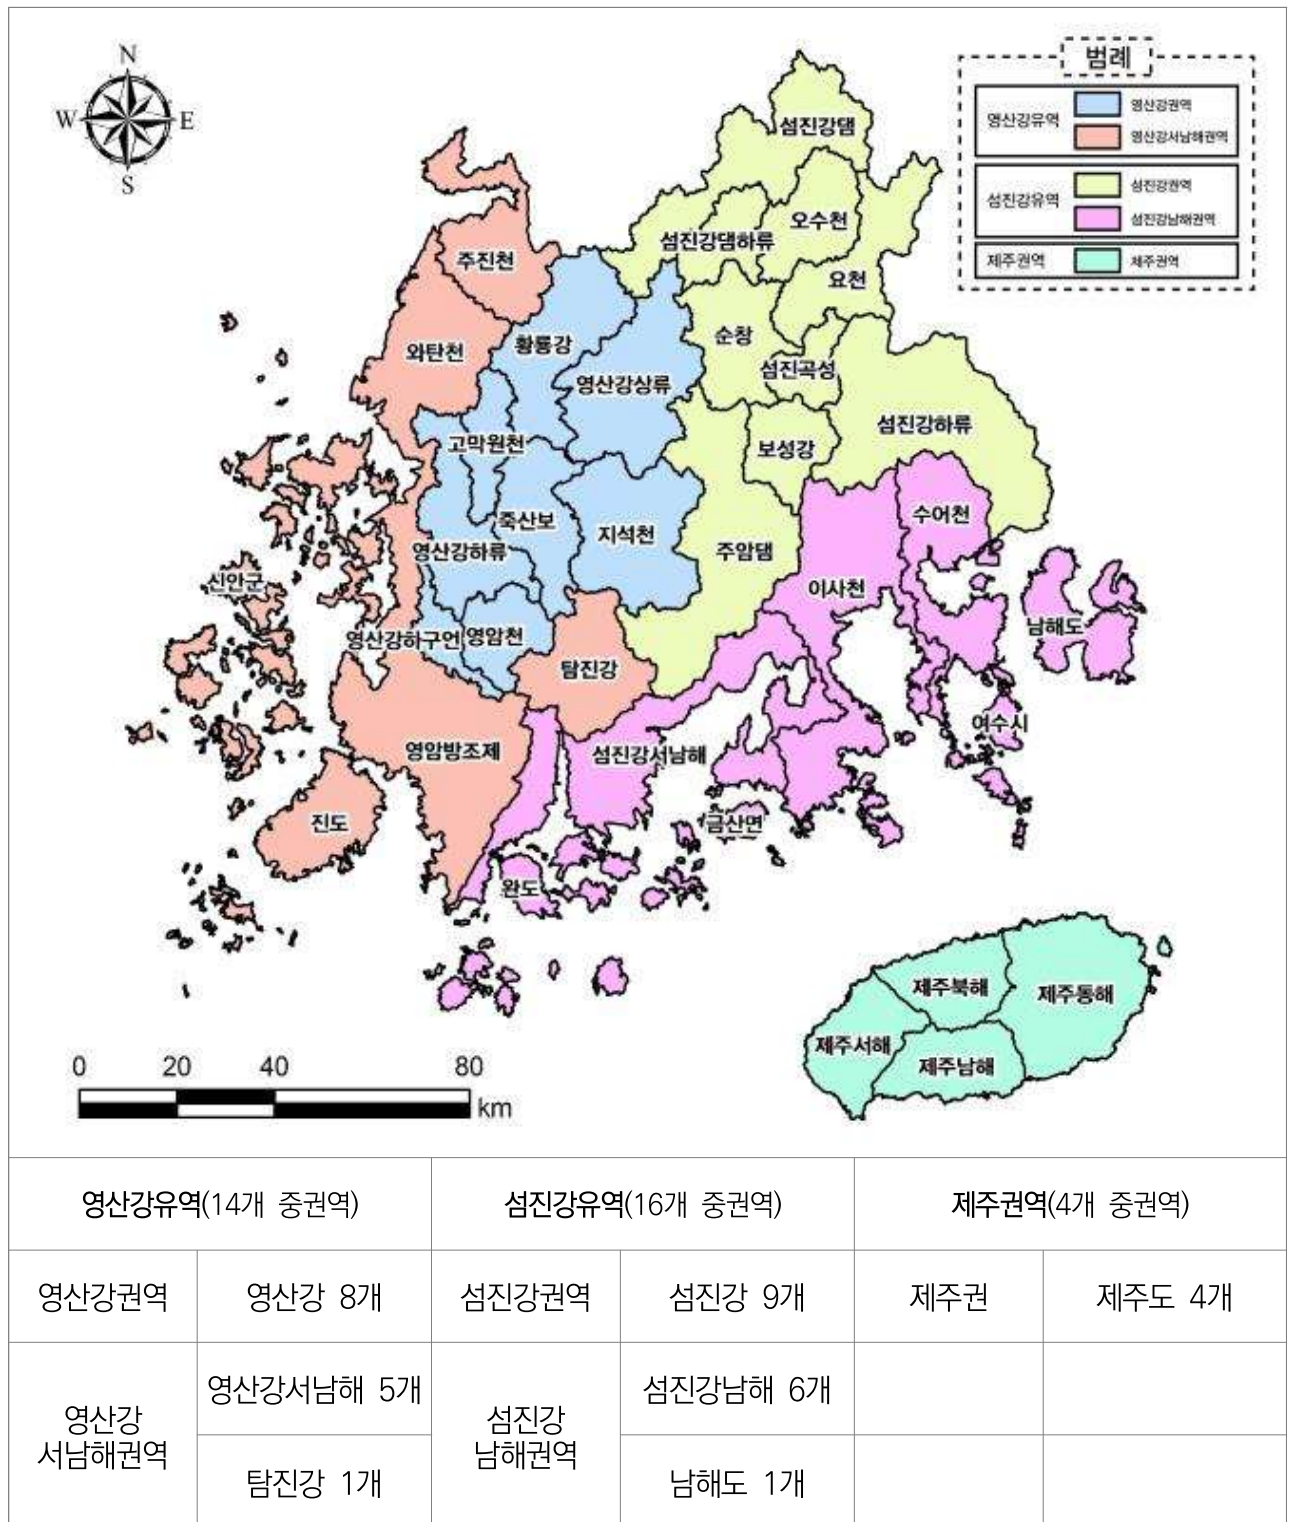 N
W E
S
범례
영산강유역
영산강권역
영산강서남해권역
섬진강유역
섬진강권역
섬진강남해권역
제주권역
제주권역
섬진강댐
오수천
섬진강댐하류
주진천
요천
순창
황룡강
와탄천
섬진곡성
영산강상류
섬진강하류
고막원천
보성강
수어천
죽산보
지석천
영산강하류
주암댐
신안군
이사천
남해도
영산강하구언
영암천
탐진강
여수시
영암방조제
섬진강서남해
진도
금산면
완도
제주북해
제주동해
제주서해
제주남해
0 20 40 80
km
영산강유역(14개 중권역) 섬진강유역(16개 중권역) 제주권역(4개 중권역)
영산강권역 영산강 8개 섬진강권역 섬진강 9개 제주권 제주도 4개
영산강
서남해권역
영산강서남해 5개
탐진강 1개
섬진강
남해권역
섬진강남해 6개
남해도 1개